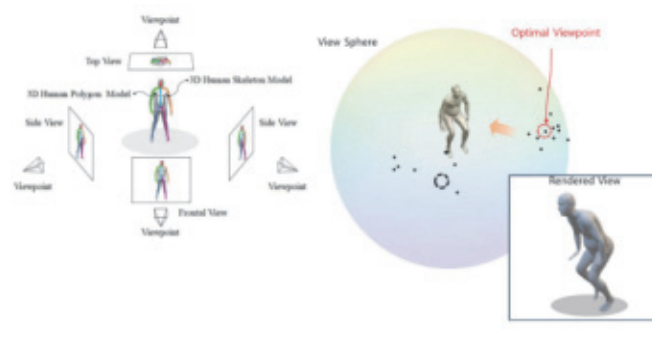 Viewpoint
Top View
3D Human Skeleton Model
3D Human Polygon Model
Side View
Side View
Viewpoint
Viewpoint
Frontal View
Viewpoint
View Sphere
Optimal Viewpoint
Rendered View